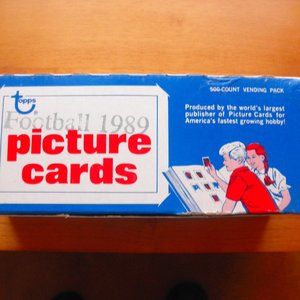 topps
Football 1989
picture
cards
500-COUNT VENDING PACK
Produced by the world's largest
publisher of Picture Cards for
America's fastest growing hobby!